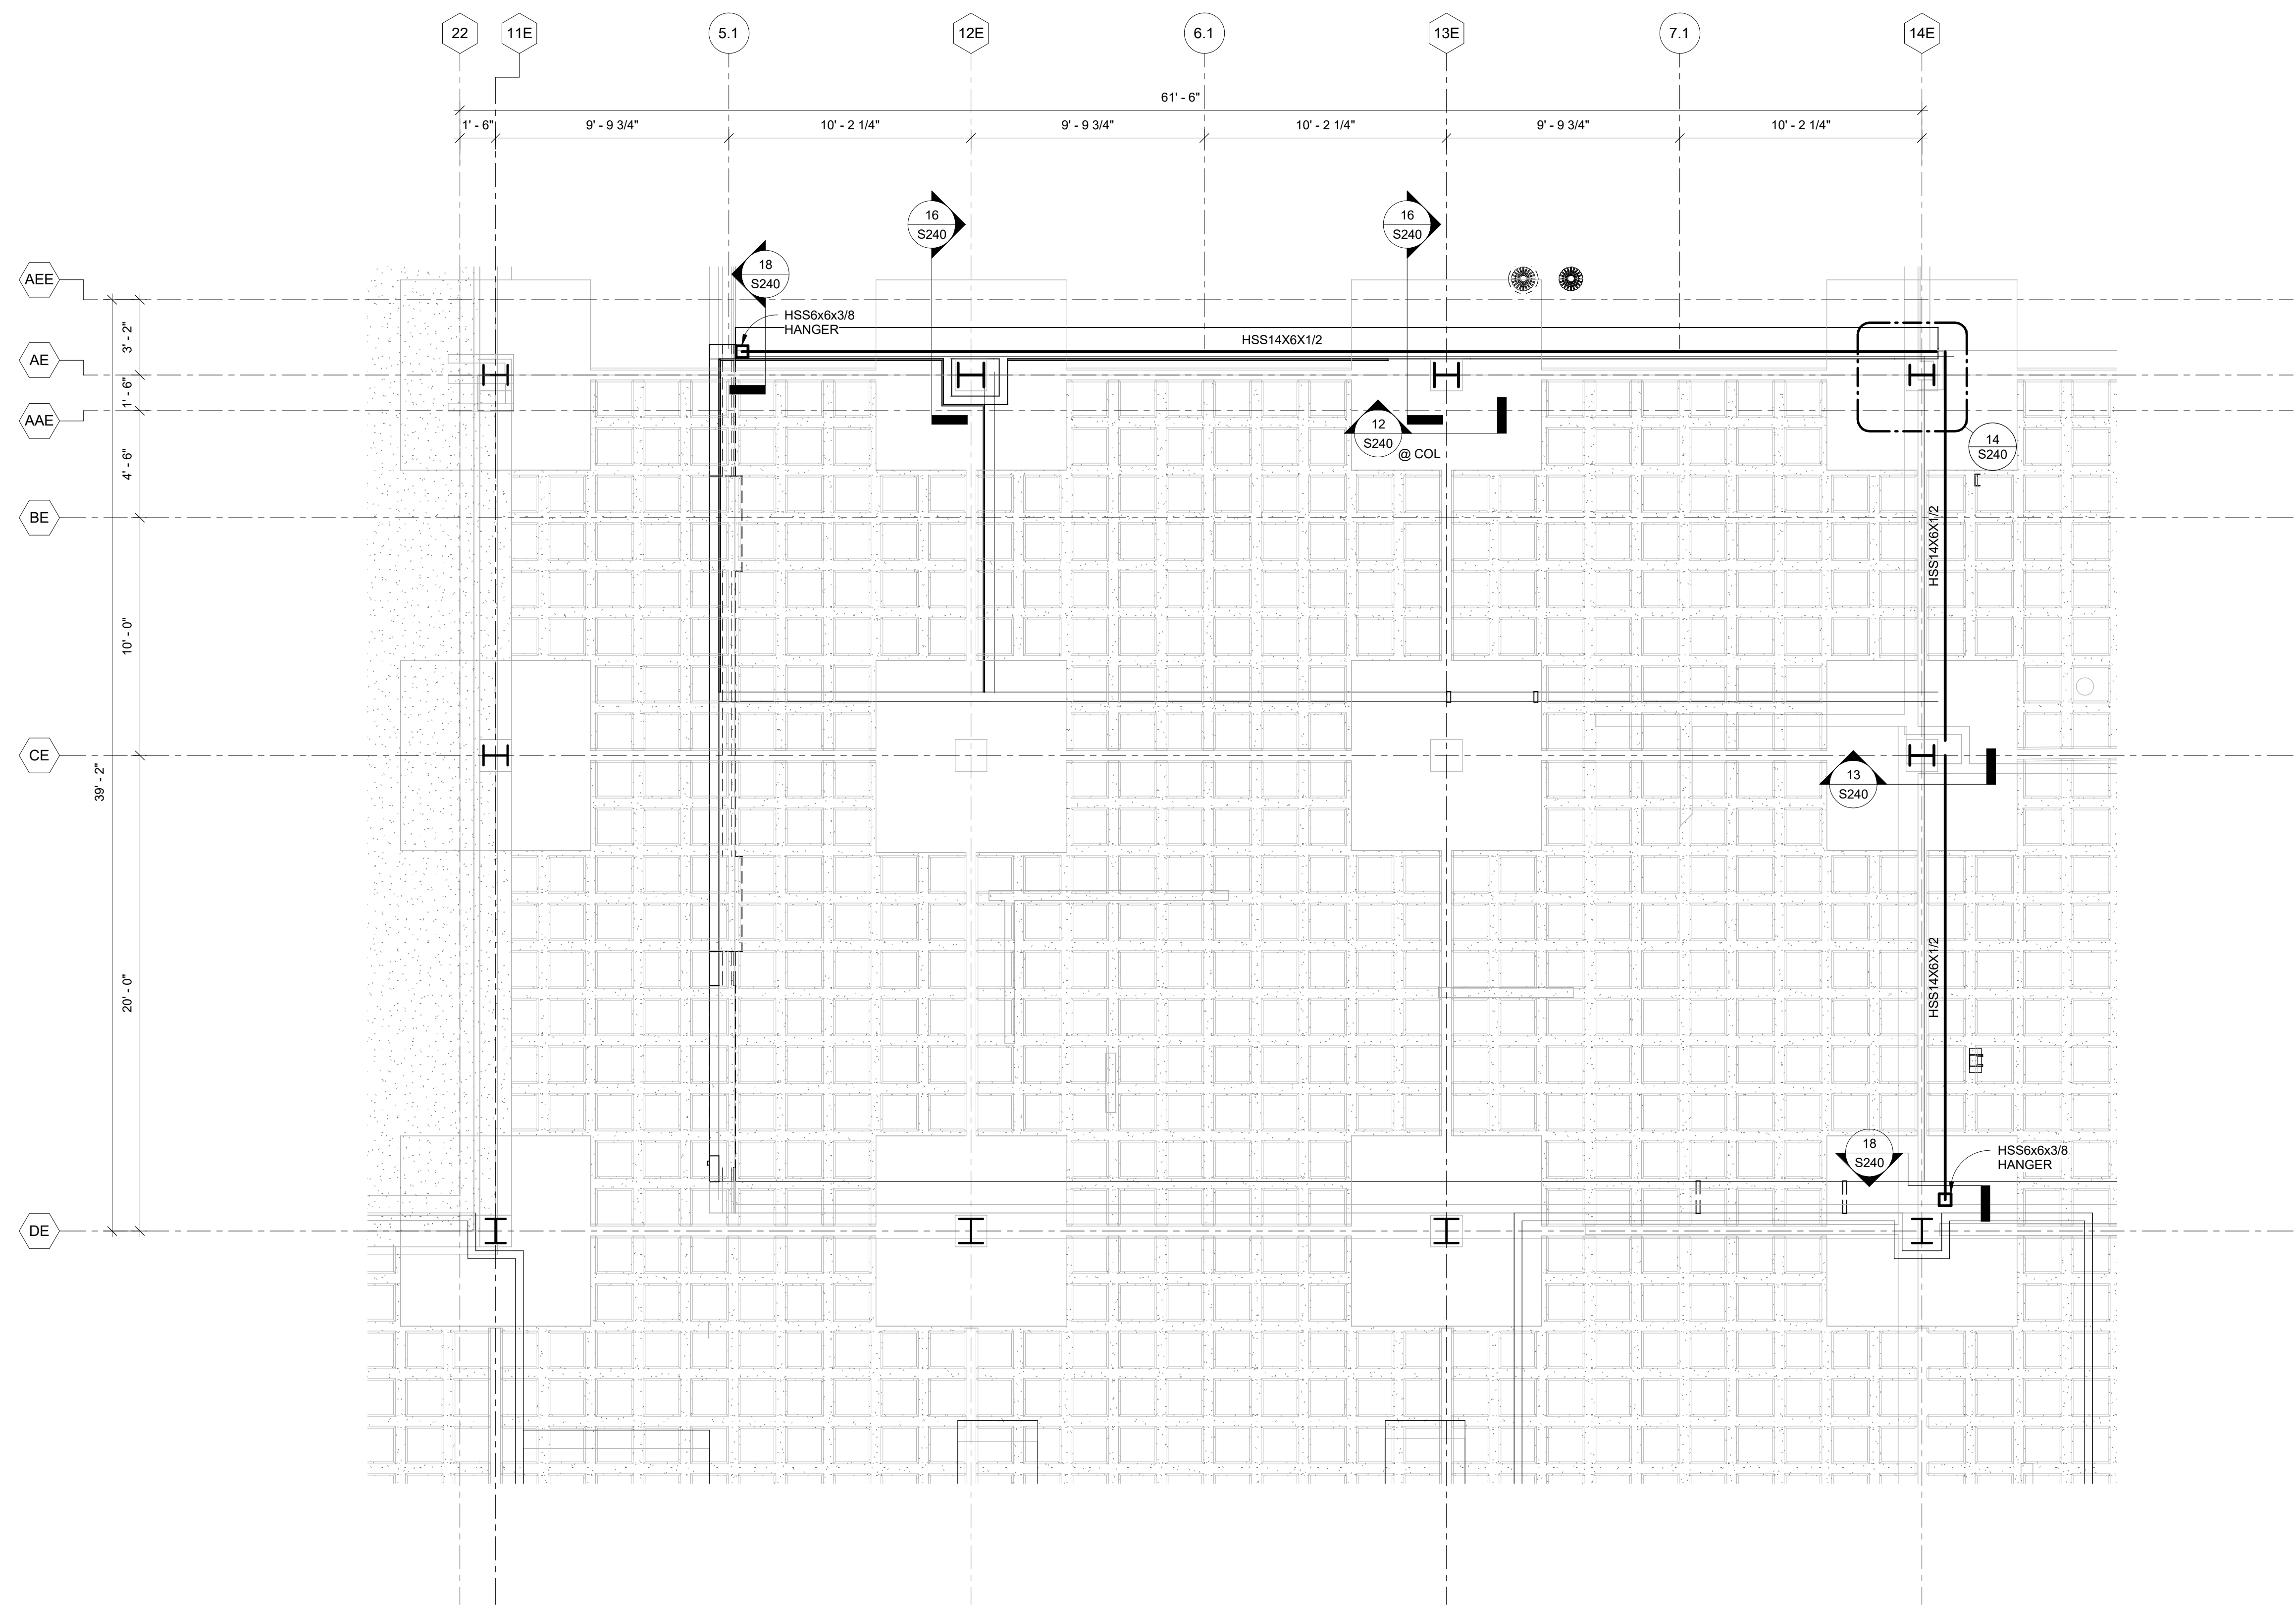 22
11E
5.1
12E
6.1
13E
7.1
14E
61' - 6"
1' - 6"
9' - 9 3/4"
10' - 2 1/4"
9' - 9 3/4"
10' - 2 1/4"
9' - 9 3/4"
10' - 2 1/4"
16
S240
16
S240
18
S240
AEE
HSS6x6x3/8
HANGER
HSS14X6X1/2
3' - 2"
AE
1' - 6"
AAE
12
S240
@ COL
14
S240
4' - 6"
BE
HSS14X6X1/2
10' - 0"
CE
39' - 2"
13
S240
20' - 0"
HSS14X6X1/2
18
S240
HSS6x6x3/8
HANGER
DE